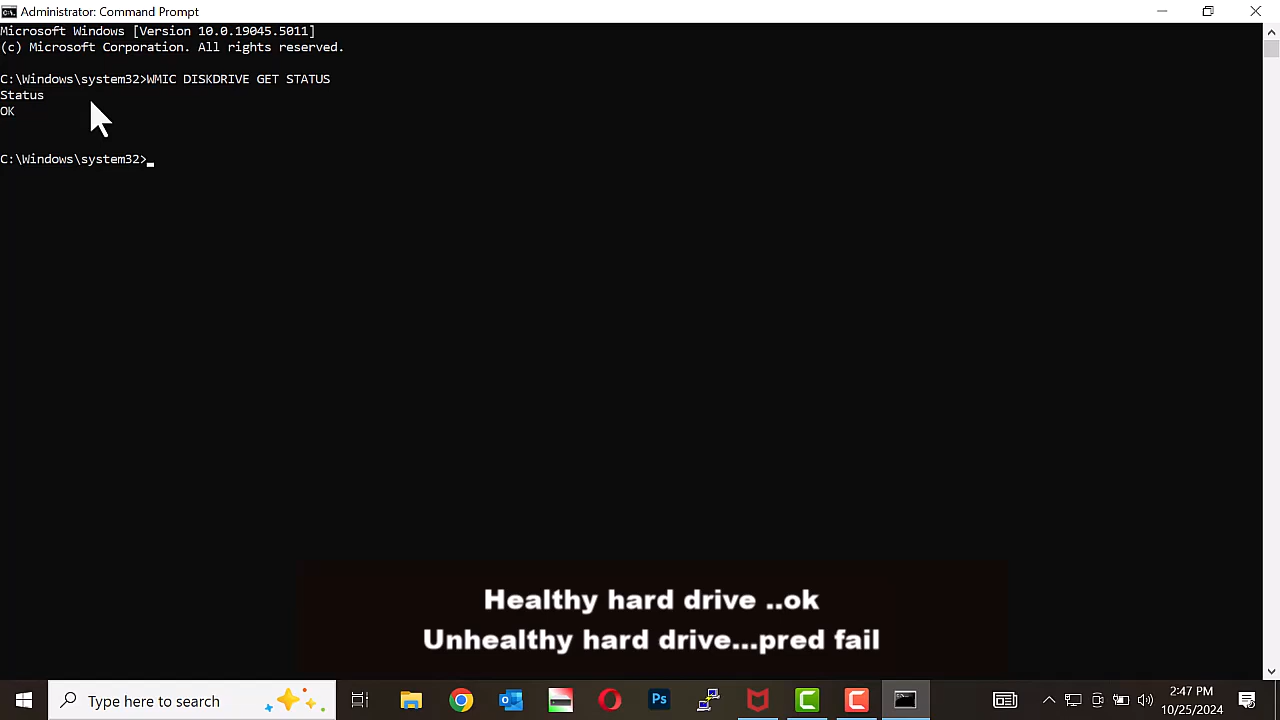 Administrator: Command Prompt
Microsoft Windows [Version 10.0.19045.5011]
(c) Microsoft Corporation. All rights reserved.
C:\Windows\system32>WMIC DISKDRIVE GET STATUS
Status
OK
C:\Windows\system32>
Healthy hard drive ..ok
Unhealthy hard drive...pred fail
Type here to search
Ps
2:47 PM
10/25/2024